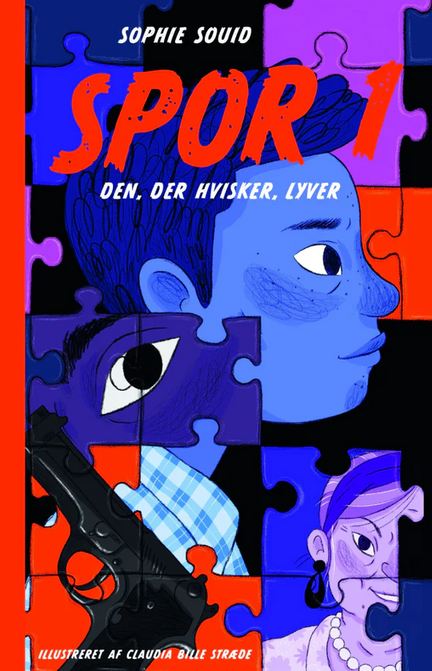 SOPHIE SOUID
SPOR 1
DEN, DER HVISKER, LYVER
ILLUSTRERET AF CLAUDIA BILLE STRÆDE